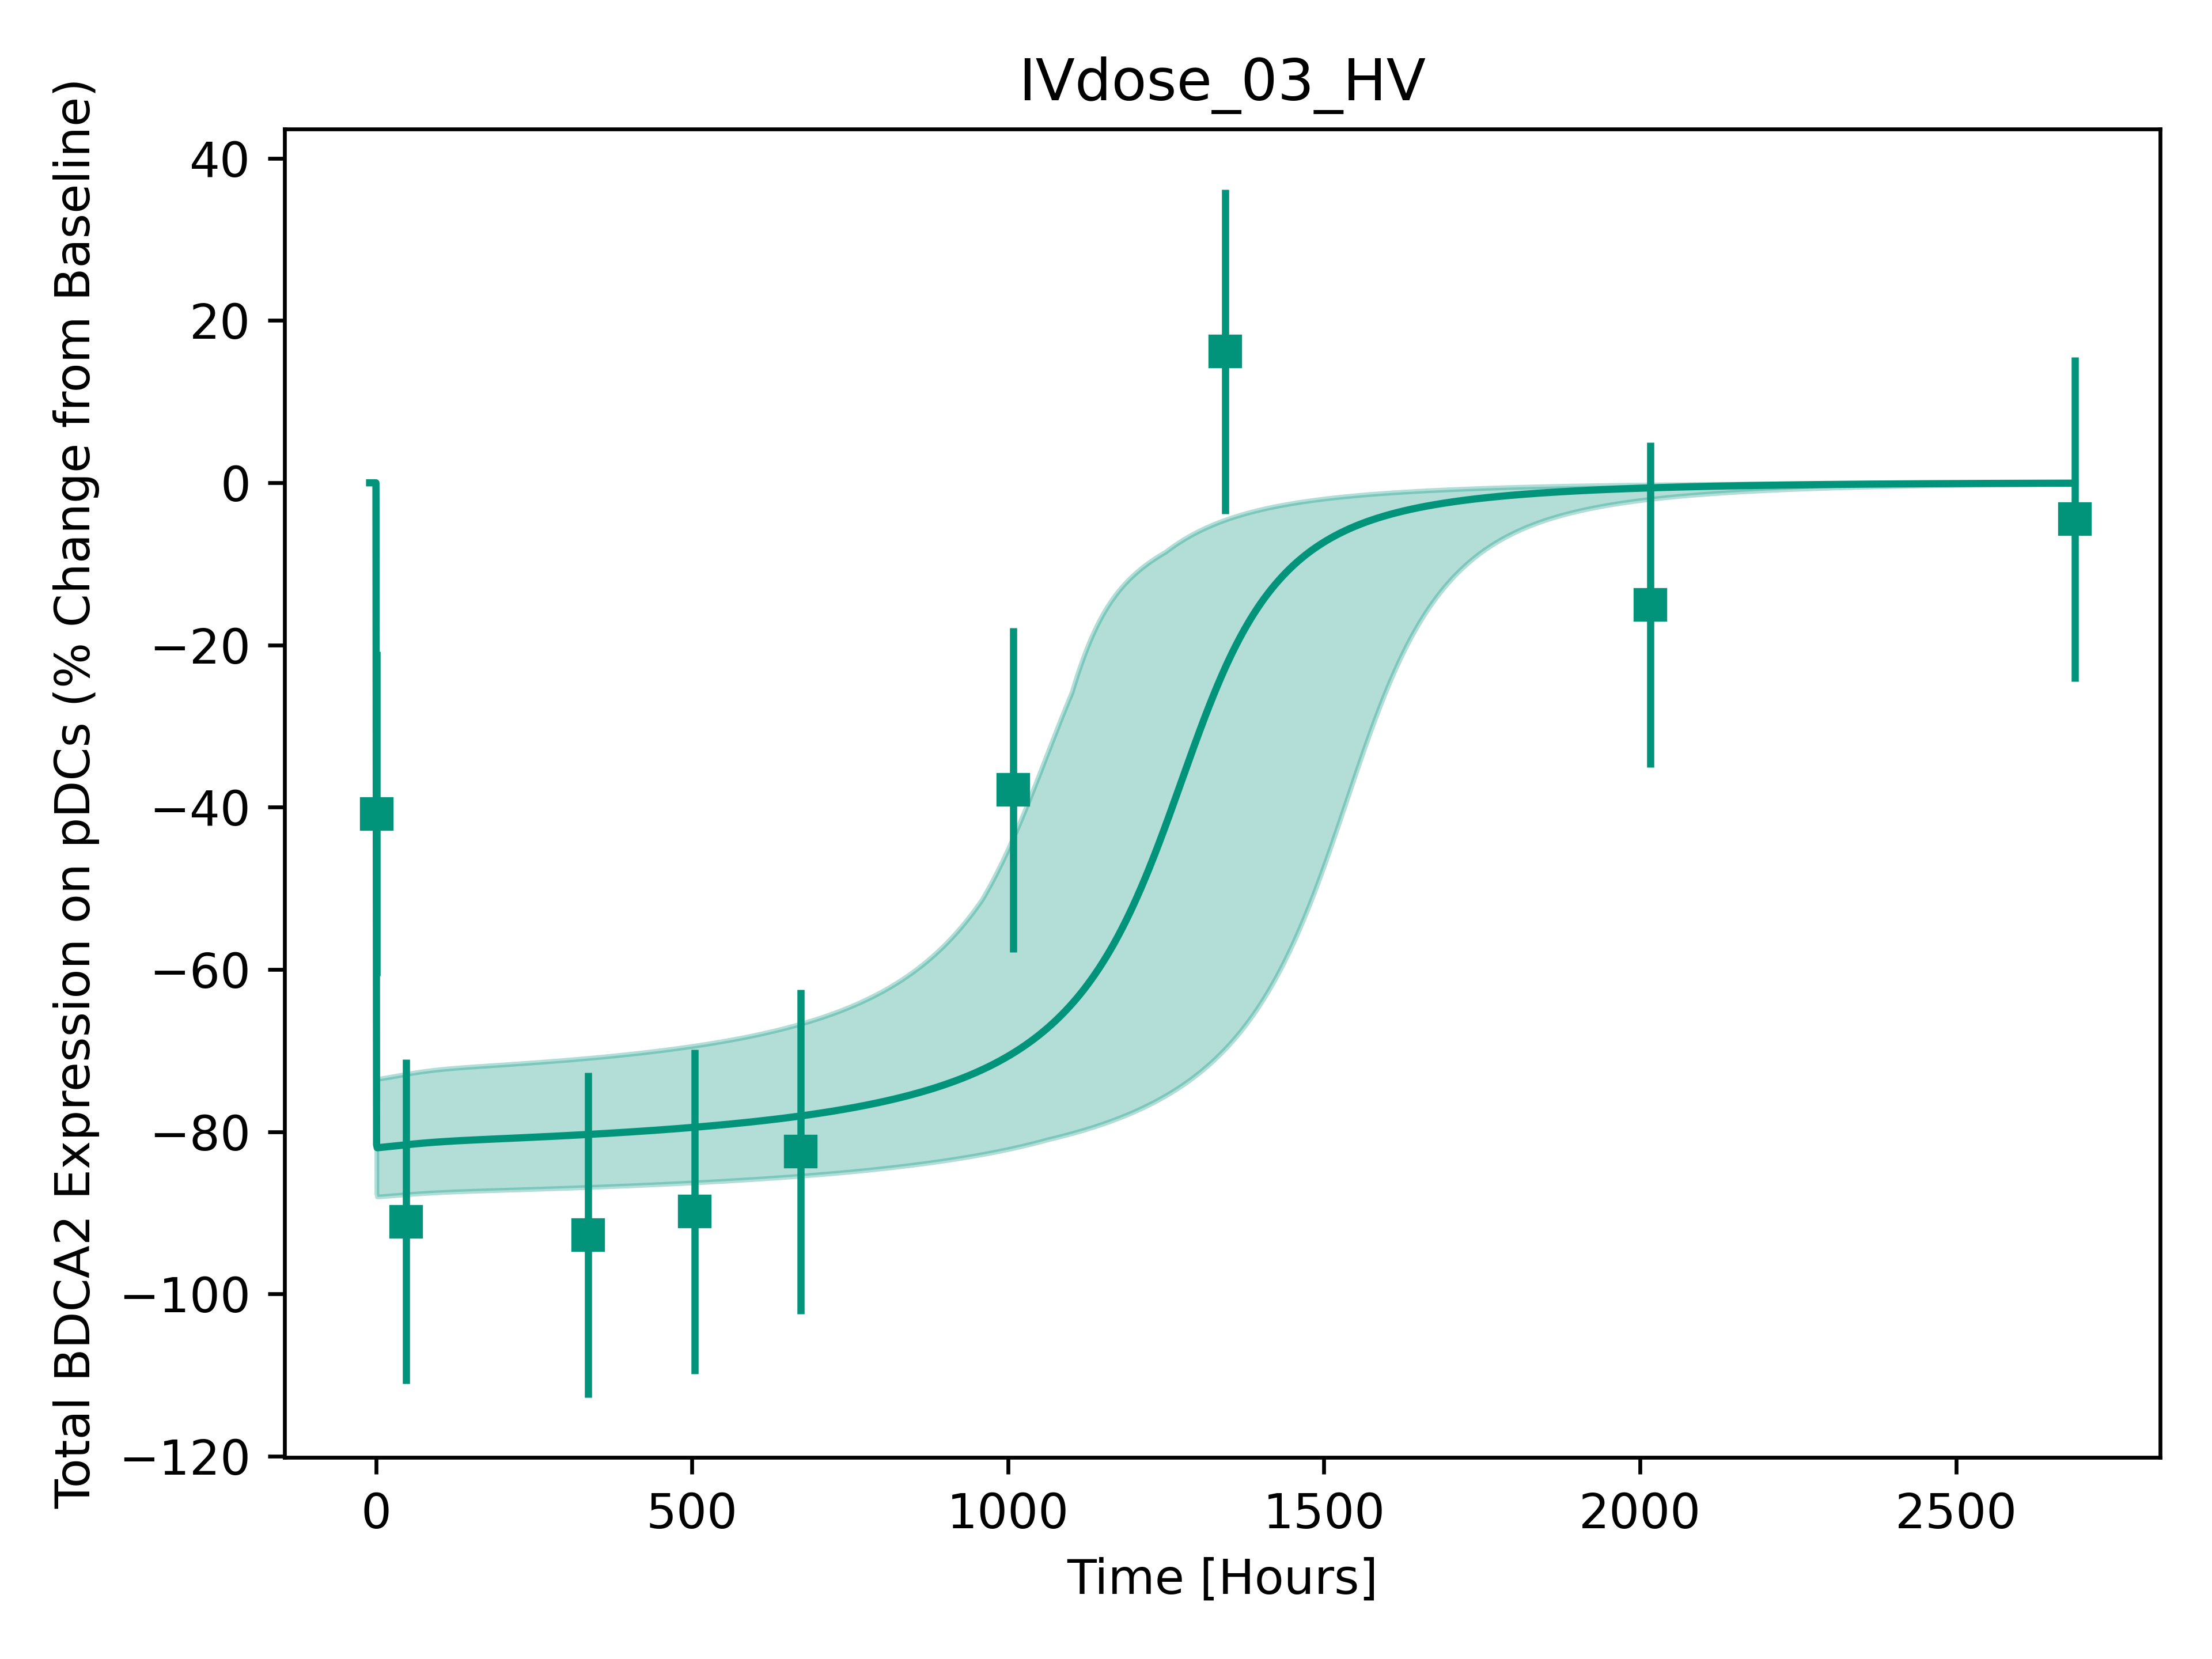 IVdose_03_HV
Total BDCA2 Expression on pDCs (% Change from Baseline)
40
20
0
−20
−40
−60
−80
−100
−120
0 500 1000 1500 2000 2500
Time [Hours]